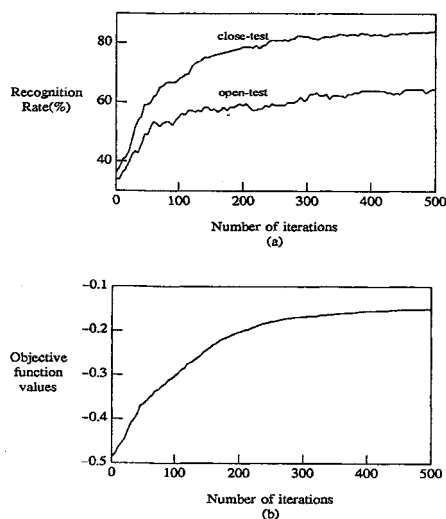 80
close-test
Recognition
Rate(%)
60
open-test
40
0 100 200 300 400 500
Number of iterations
(a)
-0.1
-0.2
Objective
function
values
-0.3
-0.4
-0.5
0 100 200 300 400 500
Number of iterations
(b)